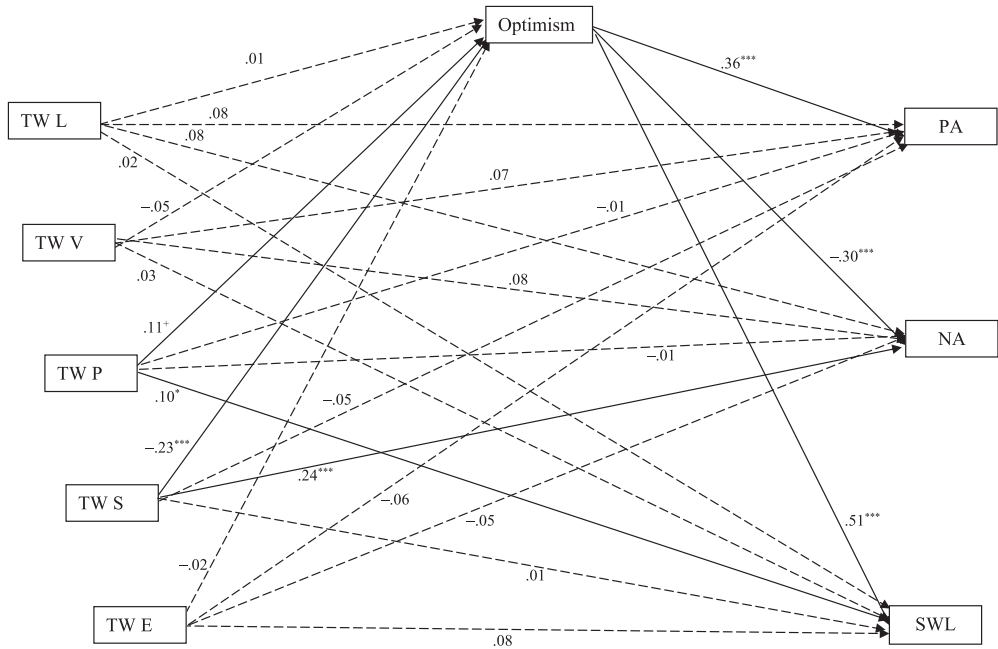 Optimism
.01
.36***
TW L
.08
PA
.08
.02
.07
−.05
−.01
TW V
−.30***
.03
.08
.11+
NA
−.01
TW P
.10*
−.05
−.23***
.24***
TW S
−.06
−.05
.51***
−.02
.01
TW E
SWL
.08